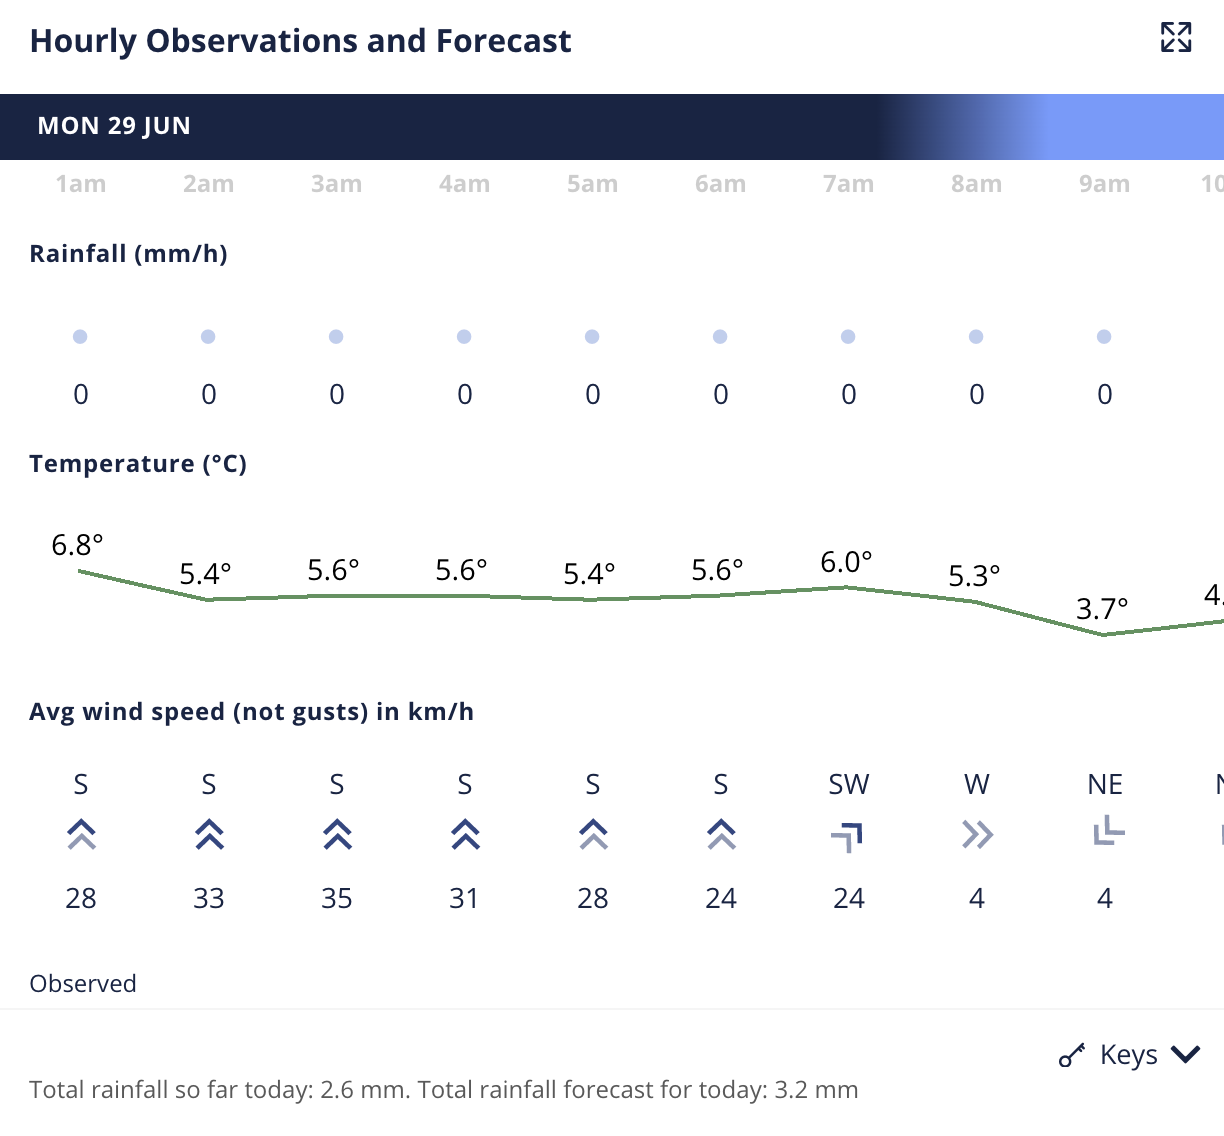 Hourly Observations and Forecast
MON 29 JUN
1am 2am 3am 4am 5am 6am 7am 8am 9am 10
Rainfall (mm/h)
0 0 0 0 0 0 0 0 0
Temperature (°C)
6.8° 5.4° 5.6° 5.6° 5.4° 5.6° 6.0° 5.3° 3.7° 4.
Avg wind speed (not gusts) in km/h
S S S S S S SW W NE
28 33 35 31 28 24 24 4 4
Observed
Keys
Total rainfall so far today: 2.6 mm. Total rainfall forecast for today: 3.2 mm